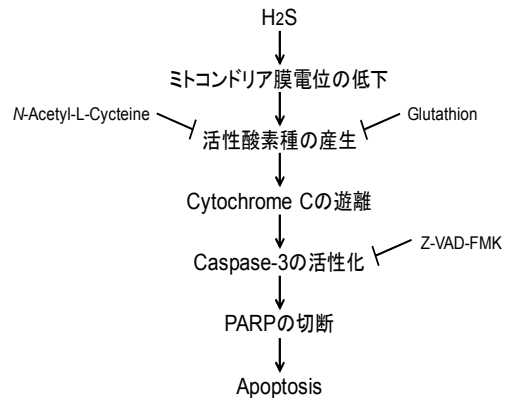 H2S
ミトコンドリア膜電位の低下
N-Acetyl-L-Cycteine
Glutathion
活性酸素種の産生
Cytochrome Cの遊離
Z-VAD-FMK
Caspase-3の活性化
PARPの切断
Apoptosis